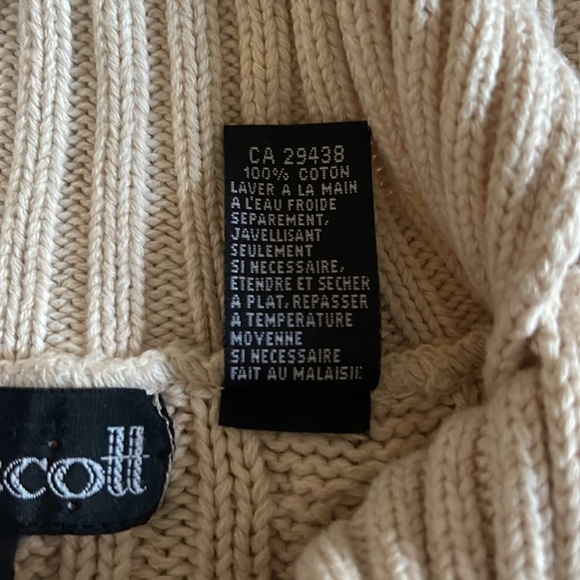 CA 29438
100% COTON
LAVER A LA MAIN
A L'EAU FROIDE
SEPAREMENT,
JAVELLISANT
SEULEMENT
SI NECESSAIRE,
ETENDRE ET SECHER
A PLAT, REPASSER
A TEMPERATURE
MOYENNE
SI NECESSAIRE
FAIT AU MALAISIE
cott